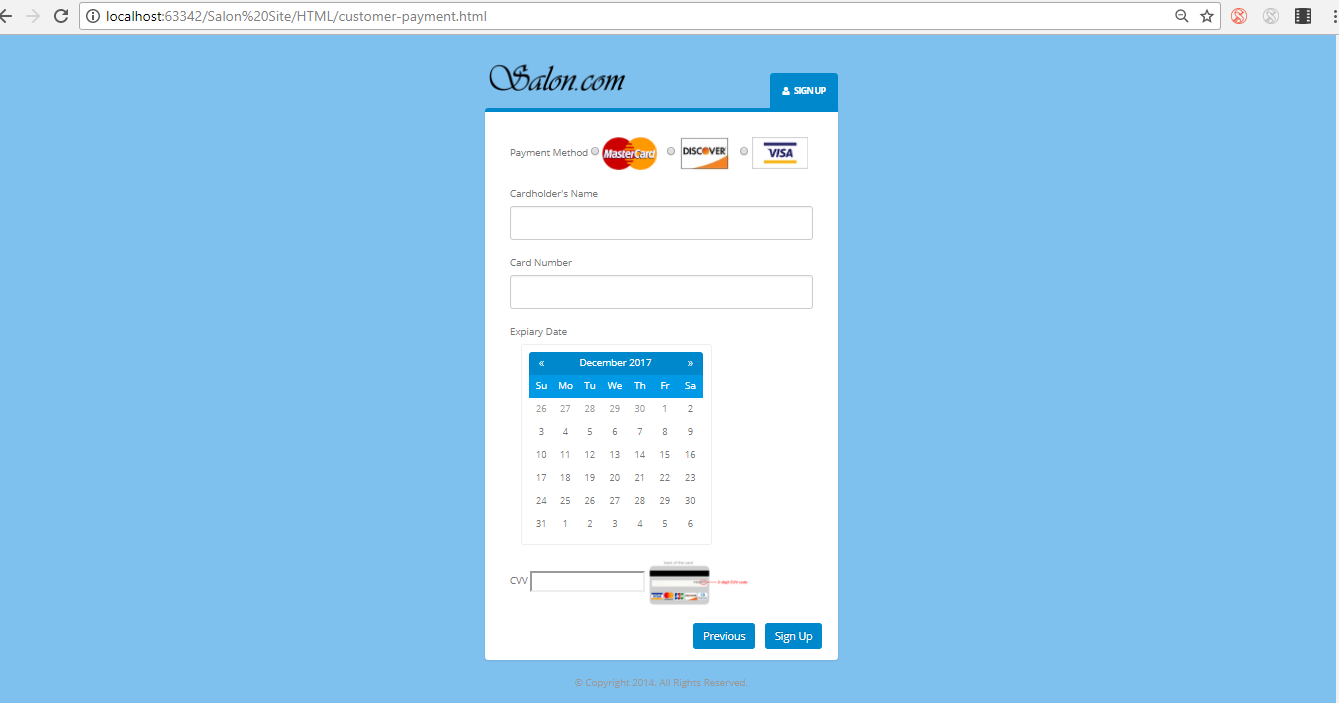 localhost:63342/Salon%20Site/HTML/customer-payment.html
Salon.com
SIGN UP
Payment Method MasterCard DISCOVER VISA
Cardholder's Name
Card Number
Expiary Date
« December 2017 »
Su Mo Tu We Th Fr Sa
26 27 28 29 30 1 2
3 4 5 6 7 8 9
10 11 12 13 14 15 16
17 18 19 20 21 22 23
24 25 26 27 28 29 30
31 1 2 3 4 5 6
CVV
Previous Sign Up
© Copyright 2014. All Rights Reserved.